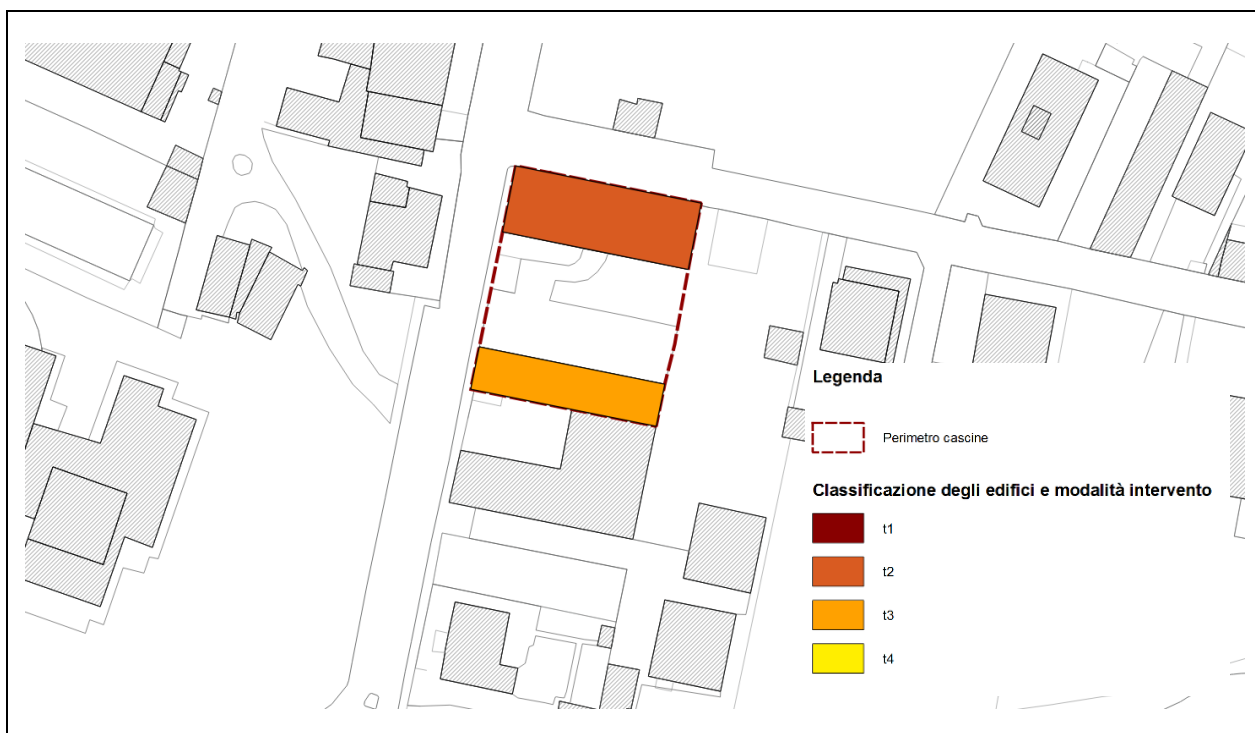 Legenda
Perimetro cascine
Classificazione degli edifici e modalità intervento
t1
t2
t3
t4